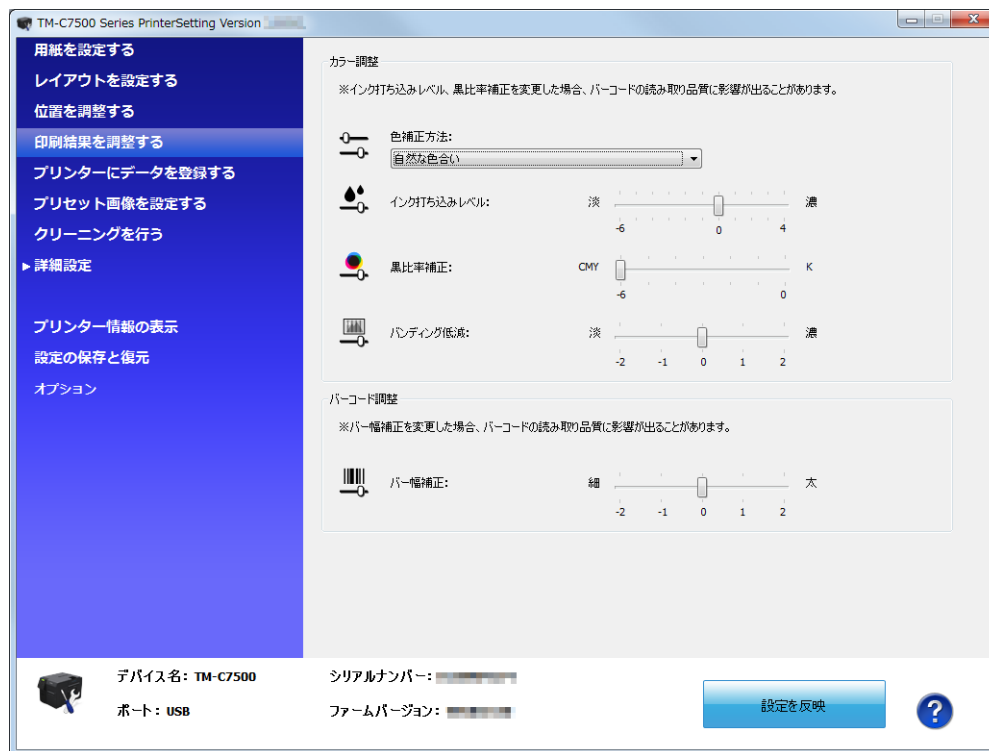 TM-C7500 Series PrinterSetting Version
用紙を設定する
レイアウトを設定する
位置を調整する
印刷結果を調整する
プリンターにデータを登録する
プリセット画像を設定する
クリーニングを行う
詳細設定
プリンター情報の表示
設定の保存と復元
オプション
カラー調整
※インク打ち込みレベル、黒比率補正を変更した場合、バーコードの読み取り品質に影響が出ることがあります。
色補正方法:
自然な色合い
インク打ち込みレベル: 淡 濃
-6 0 4
黒比率補正: CMY K
-6 0
バンディング低減: 淡 濃
-2 -1 0 1 2
バーコード調整
※バー幅補正を変更した場合、バーコードの読み取り品質に影響が出ることがあります。
バー幅補正: 細 太
-2 -1 0 1 2
デバイス名: TM-C7500 シリアルナンバー:
ポート: USB ファームバージョン:
設定を反映
?